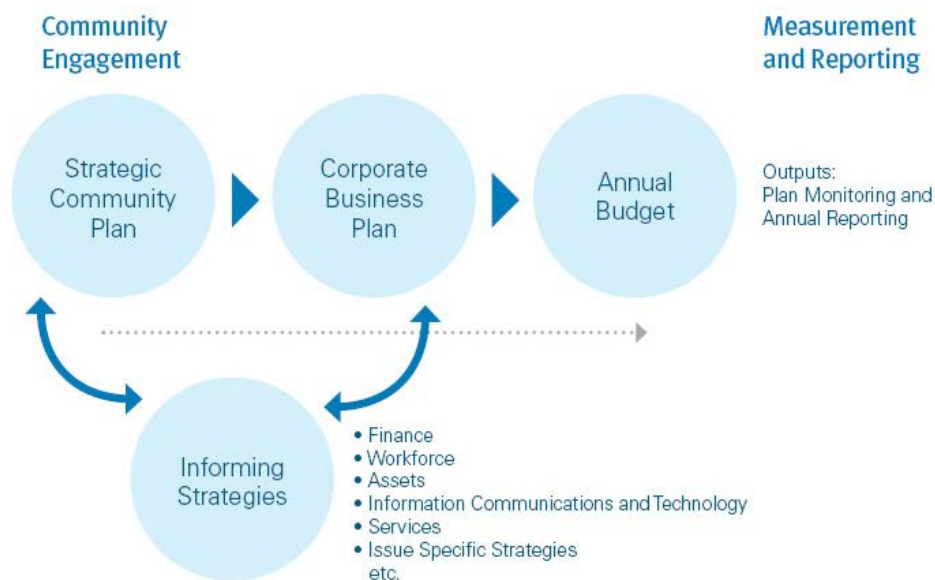 Community
Engagement
Measurement
and Reporting
Strategic
Community
Plan
Corporate
Business
Plan
Annual
Budget
Outputs:
Plan Monitoring and
Annual Reporting
Informing
Strategies
• Finance
• Workforce
• Assets
• Information Communications and Technology
• Services
• Issue Specific Strategies
etc.